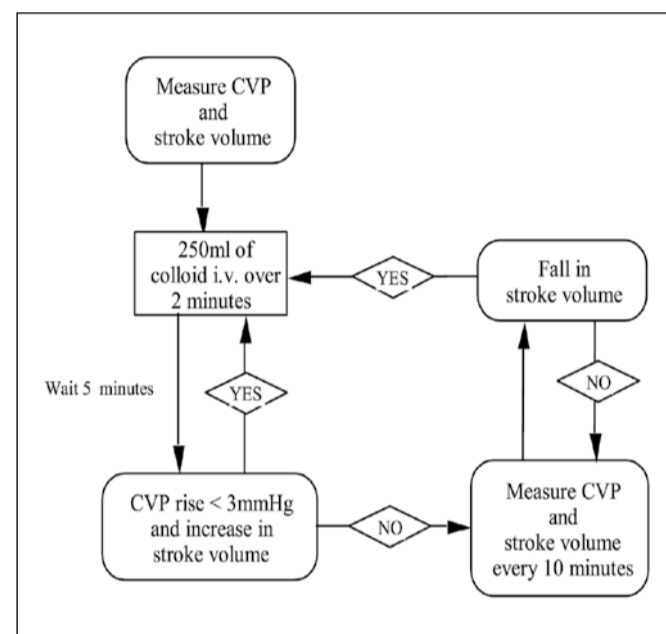 Measure CVP
and
stroke volume
250ml of
colloid i.v. over
2 minutes
YES
Fall in
stroke volume
Wait 5 minutes
YES
NO
CVP rise < 3mmHg
and increase in
stroke volume
NO
Measure CVP
and
stroke volume
every 10 minutes